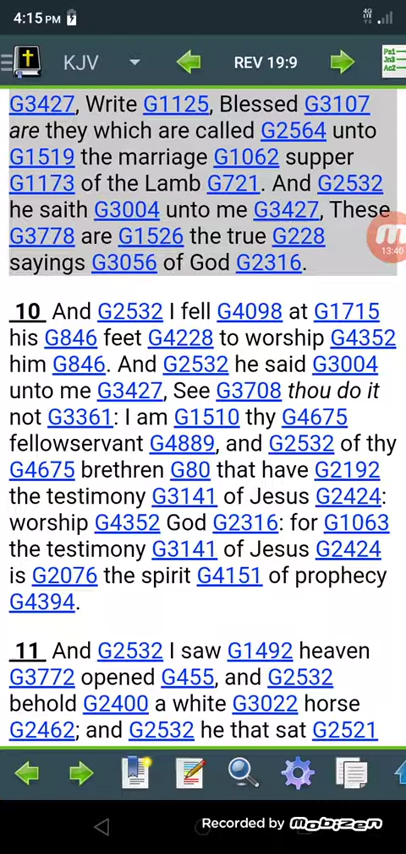 4:15 PM
4G
KJV
REV 19:9
Ps1
Jn3
Ac2
G3427, Write G1125, Blessed G3107
are they which are called G2564 unto
G1519 the marriage G1062 supper
G1173 of the Lamb G721. And G2532
he saith G3004 unto me G3427, These
G3778 are G1526 the true G228
sayings G3056 of God G2316.
13:40
10 And G2532 I fell G4098 at G1715
his G846 feet G4228 to worship G4352
him G846. And G2532 he said G3004
unto me G3427, See G3708 thou do it
not G3361: I am G1510 thy G4675
fellowservant G4889, and G2532 of thy
G4675 brethren G80 that have G2192
the testimony G3141 of Jesus G2424:
worship G4352 God G2316: for G1063
the testimony G3141 of Jesus G2424
is G2076 the spirit G4151 of prophecy
G4394.
11 And G2532 I saw G1492 heaven
G3772 opened G455, and G2532
behold G2400 a white G3022 horse
G2462; and G2532 he that sat G2521
Recorded by Mobizen